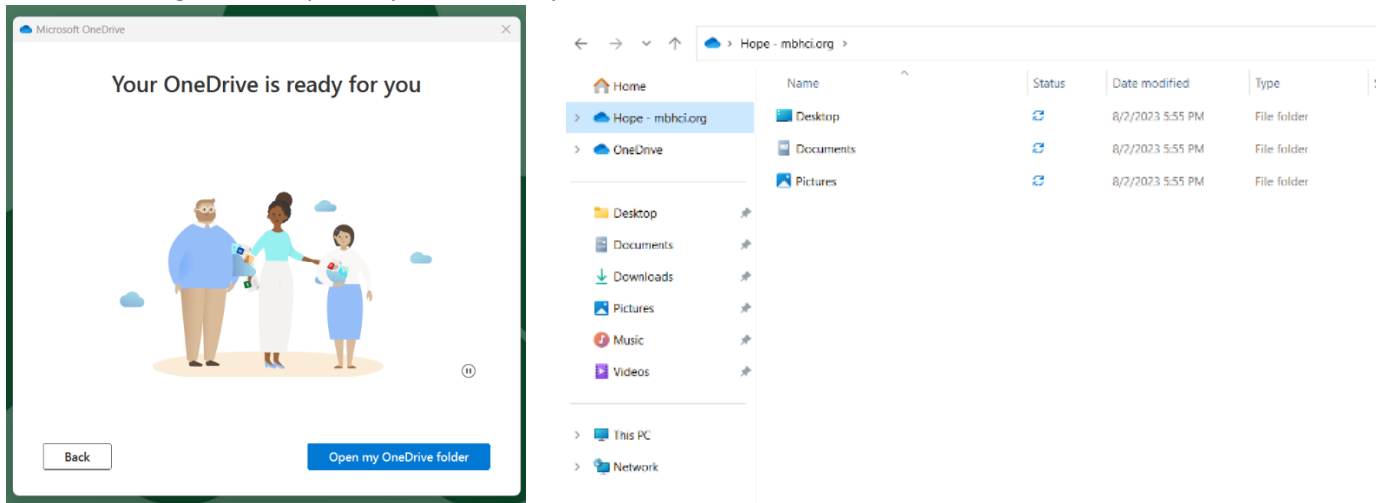 Microsoft OneDrive
Your OneDrive is ready for you
Back
Open my OneDrive folder
Hope - mbhci.org
Home
Hope - mbhci.org
OneDrive
Desktop
Documents
Downloads
Pictures
Music
Videos
This PC
Network
Name Status Date modified Type
Desktop 8/2/2023 5:55 PM File folder
Documents 8/2/2023 5:55 PM File folder
Pictures 8/2/2023 5:55 PM File folder